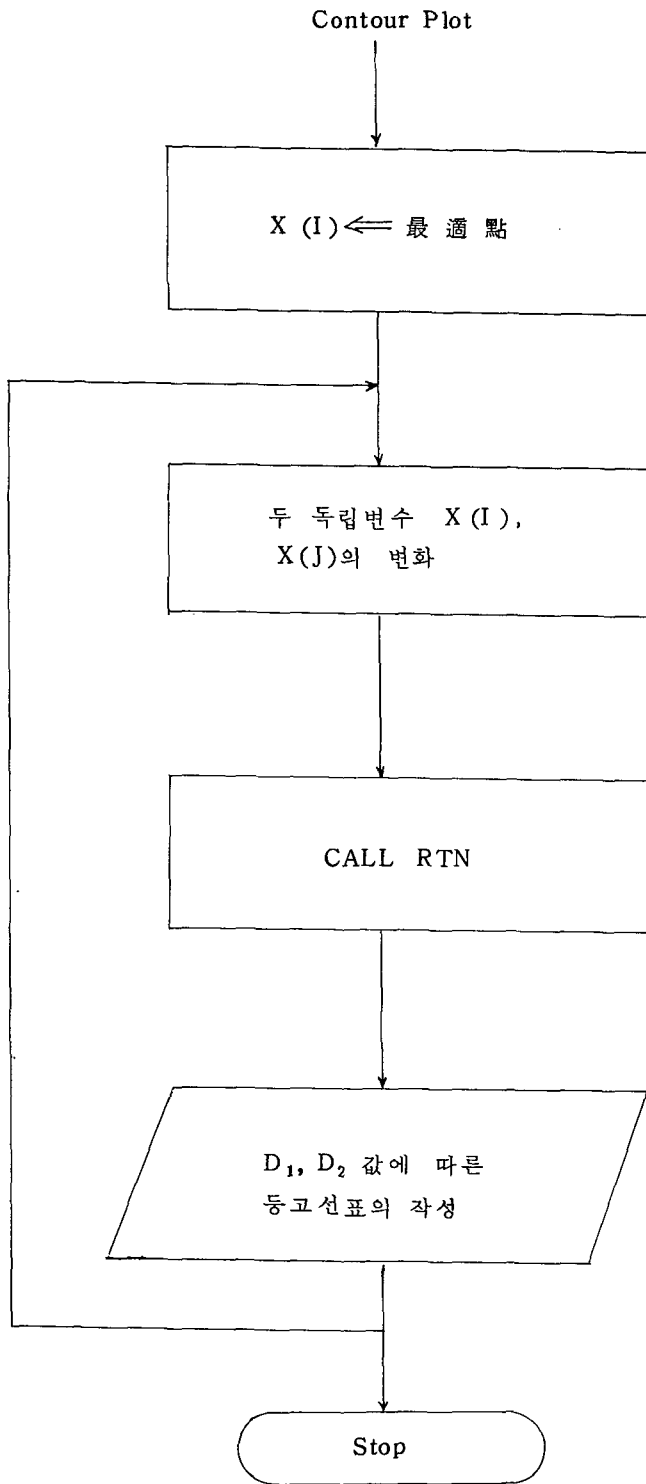 Contour Plot
X (I) ⇐ 最適點
두 독립변수 X (I),
X(J)의 변화
CALL RTN
D₁, D₂ 값에 따른
등고선표의 작성
Stop